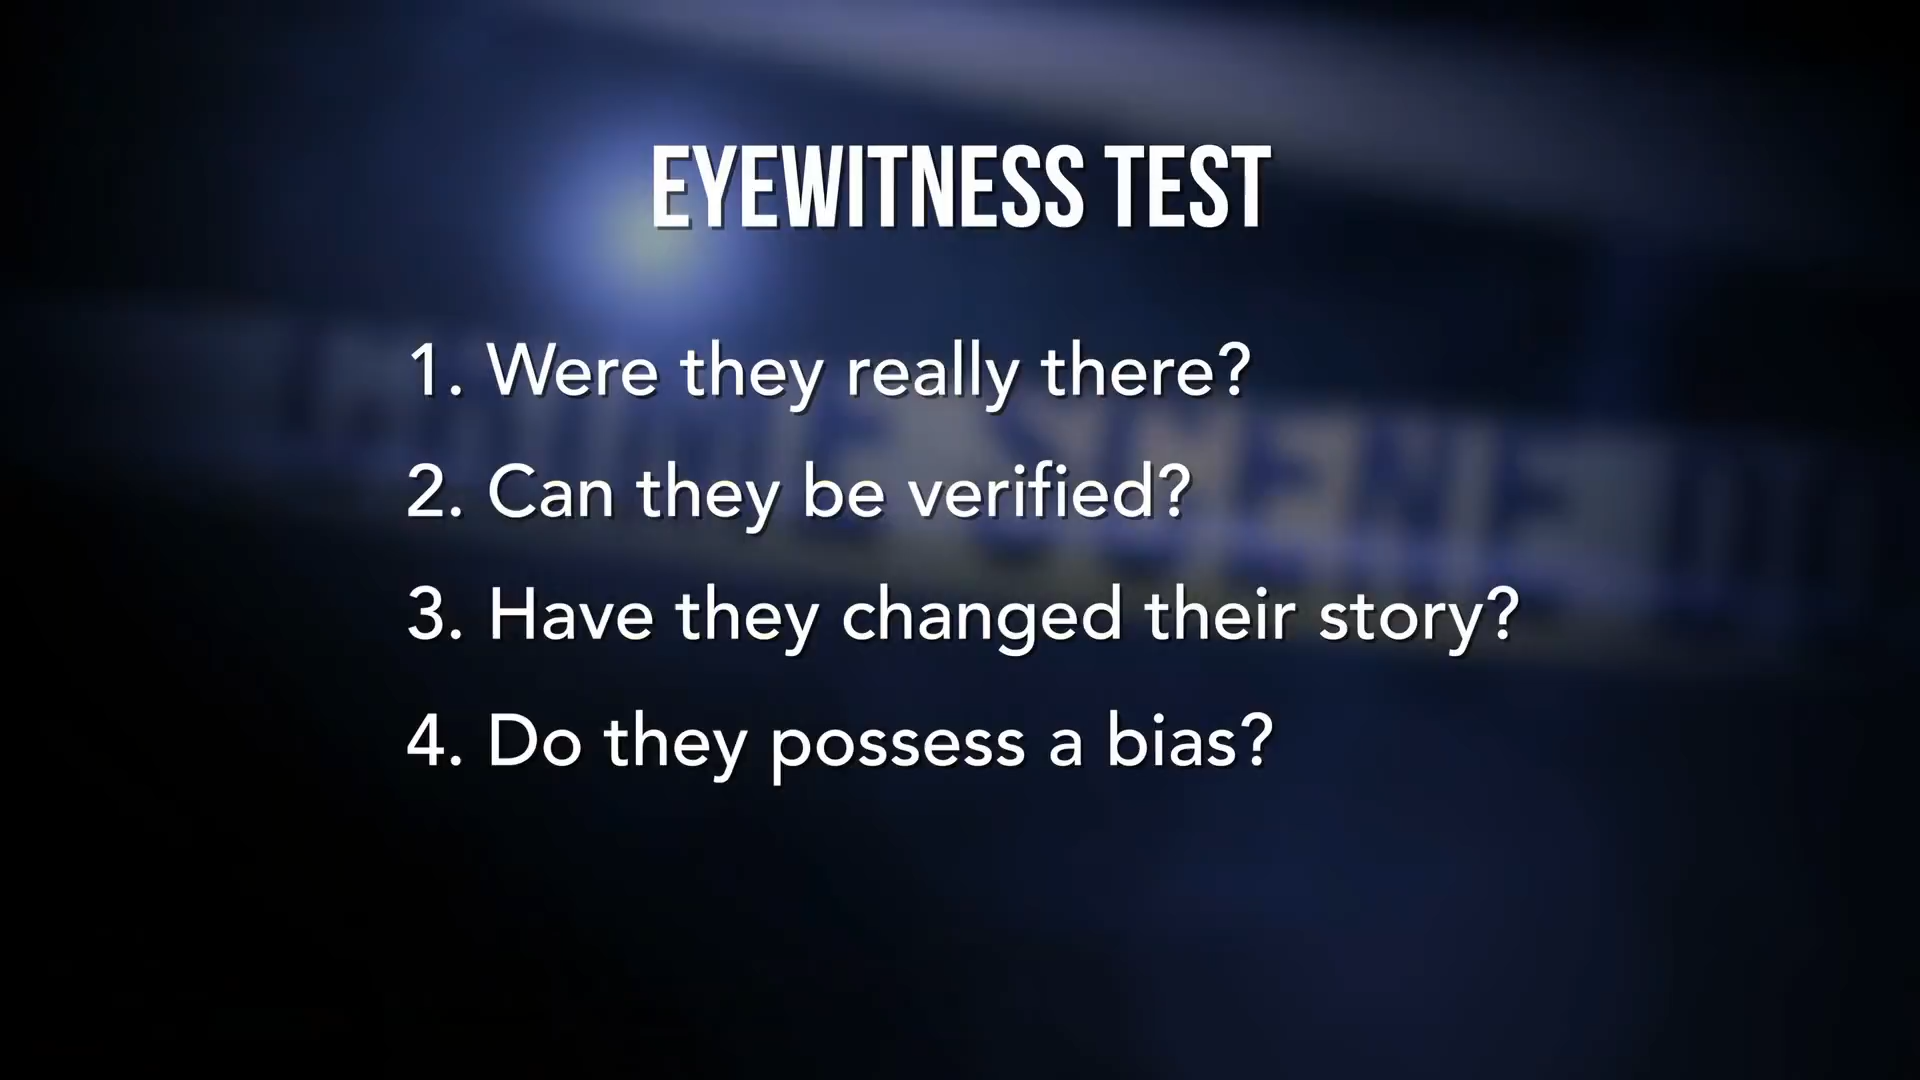 EYEWITNESS TEST
1. Were they really there?
2. Can they be verified?
3. Have they changed their story?
4. Do they possess a bias?